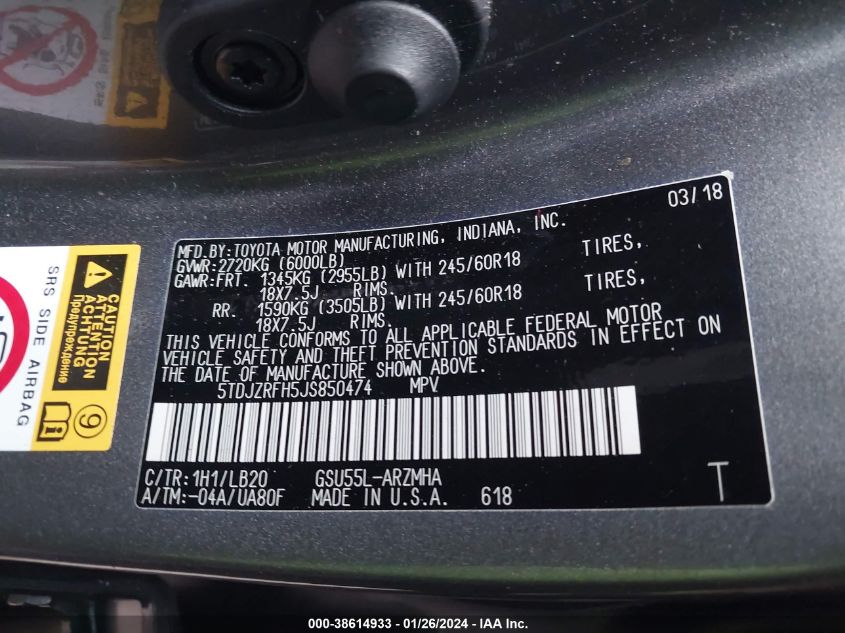 03/18
MFD.BY:TOYOTA MOTOR MANUFACTURING, INDIANA, INC.
GVWR:2720KG (6000LB)
GAWR:FRT. 1345KG (2955LB) WITH 245/60R18 TIRES,
18X7.5J RIMS.
RR. 1590KG (3505LB) WITH 245/60R18 TIRES,
18X7.5J RIMS.
THIS VEHICLE CONFORMS TO ALL APPLICABLE FEDERAL MOTOR
VEHICLE SAFETY AND THEFT PREVENTION STANDARDS IN EFFECT ON
THE DATE OF MANUFACTURE SHOWN ABOVE.
5TDJZRFH5JS850474 MPV
C/TR:1H1/LB20 GSU55L-ARZMHA
A/TM:-04A/UA80F MADE IN U.S.A. 618
T
CAUTION
ATTENTION
ACHTUNG
Предупреждение
SRS SIDE AIRBAG
9
i
000-38614933 - 01/26/2024 - IAA Inc.